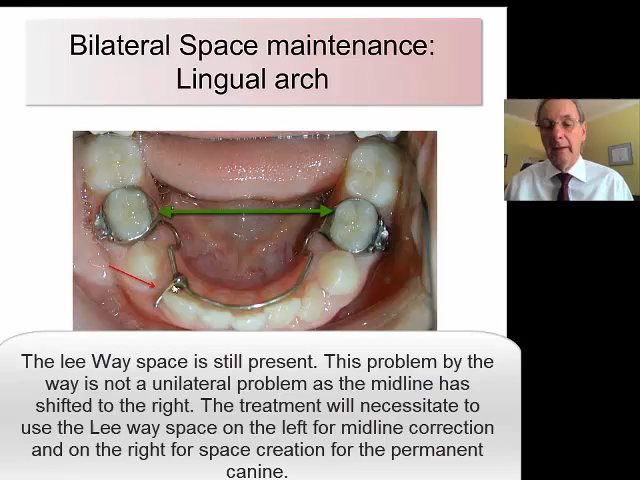 Bilateral Space maintenance:
Lingual arch
The lee Way space is still present. This problem by the
way is not a unilateral problem as the midline has
shifted to the right. The treatment will necessitate to
use the Lee way space on the left for midline correction
and on the right for space creation for the permanent
canine.